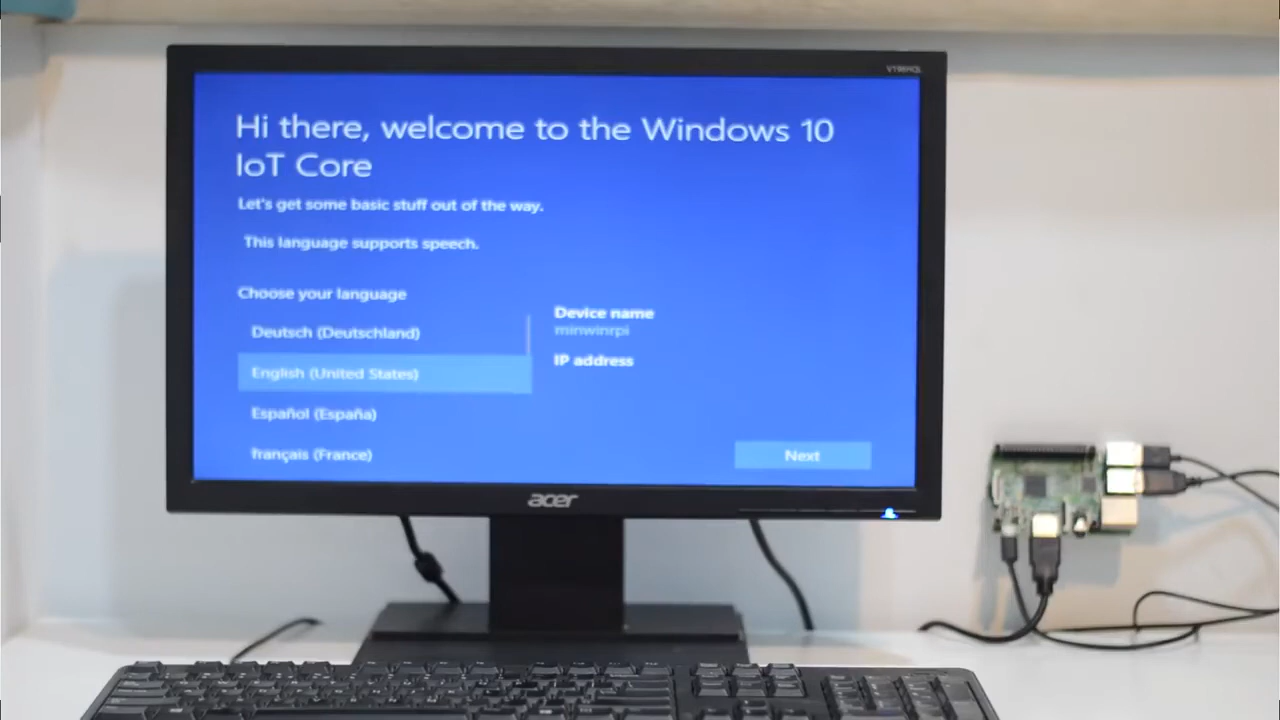 Hi there, welcome to the Windows 10
IoT Core
Let's get some basic stuff out of the way.
This language supports speech.
Choose your language
Deutsch (Deutschland)
English (United States)
Español (España)
français (France)
Device name
minwinrpi
IP address
Next
acer